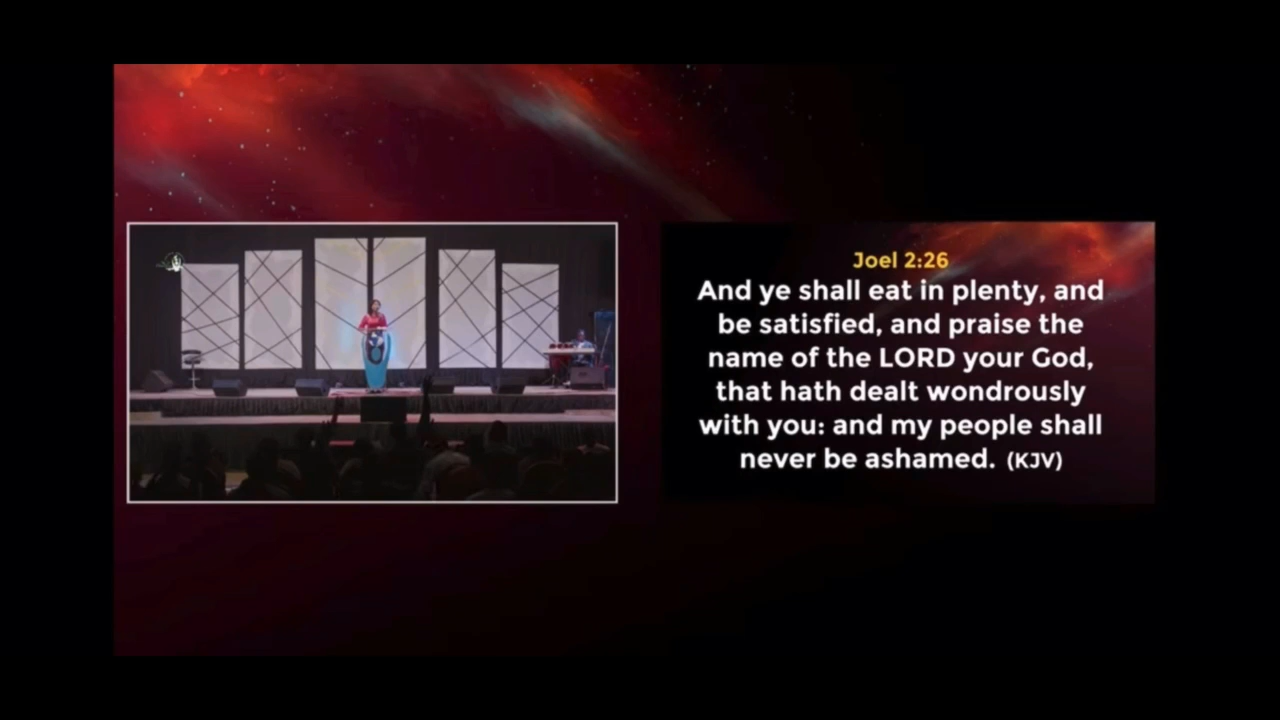 Joel 2:26
And ye shall eat in plenty, and
be satisfied, and praise the
name of the LORD your God,
that hath dealt wondrously
with you: and my people shall
never be ashamed. (KJV)